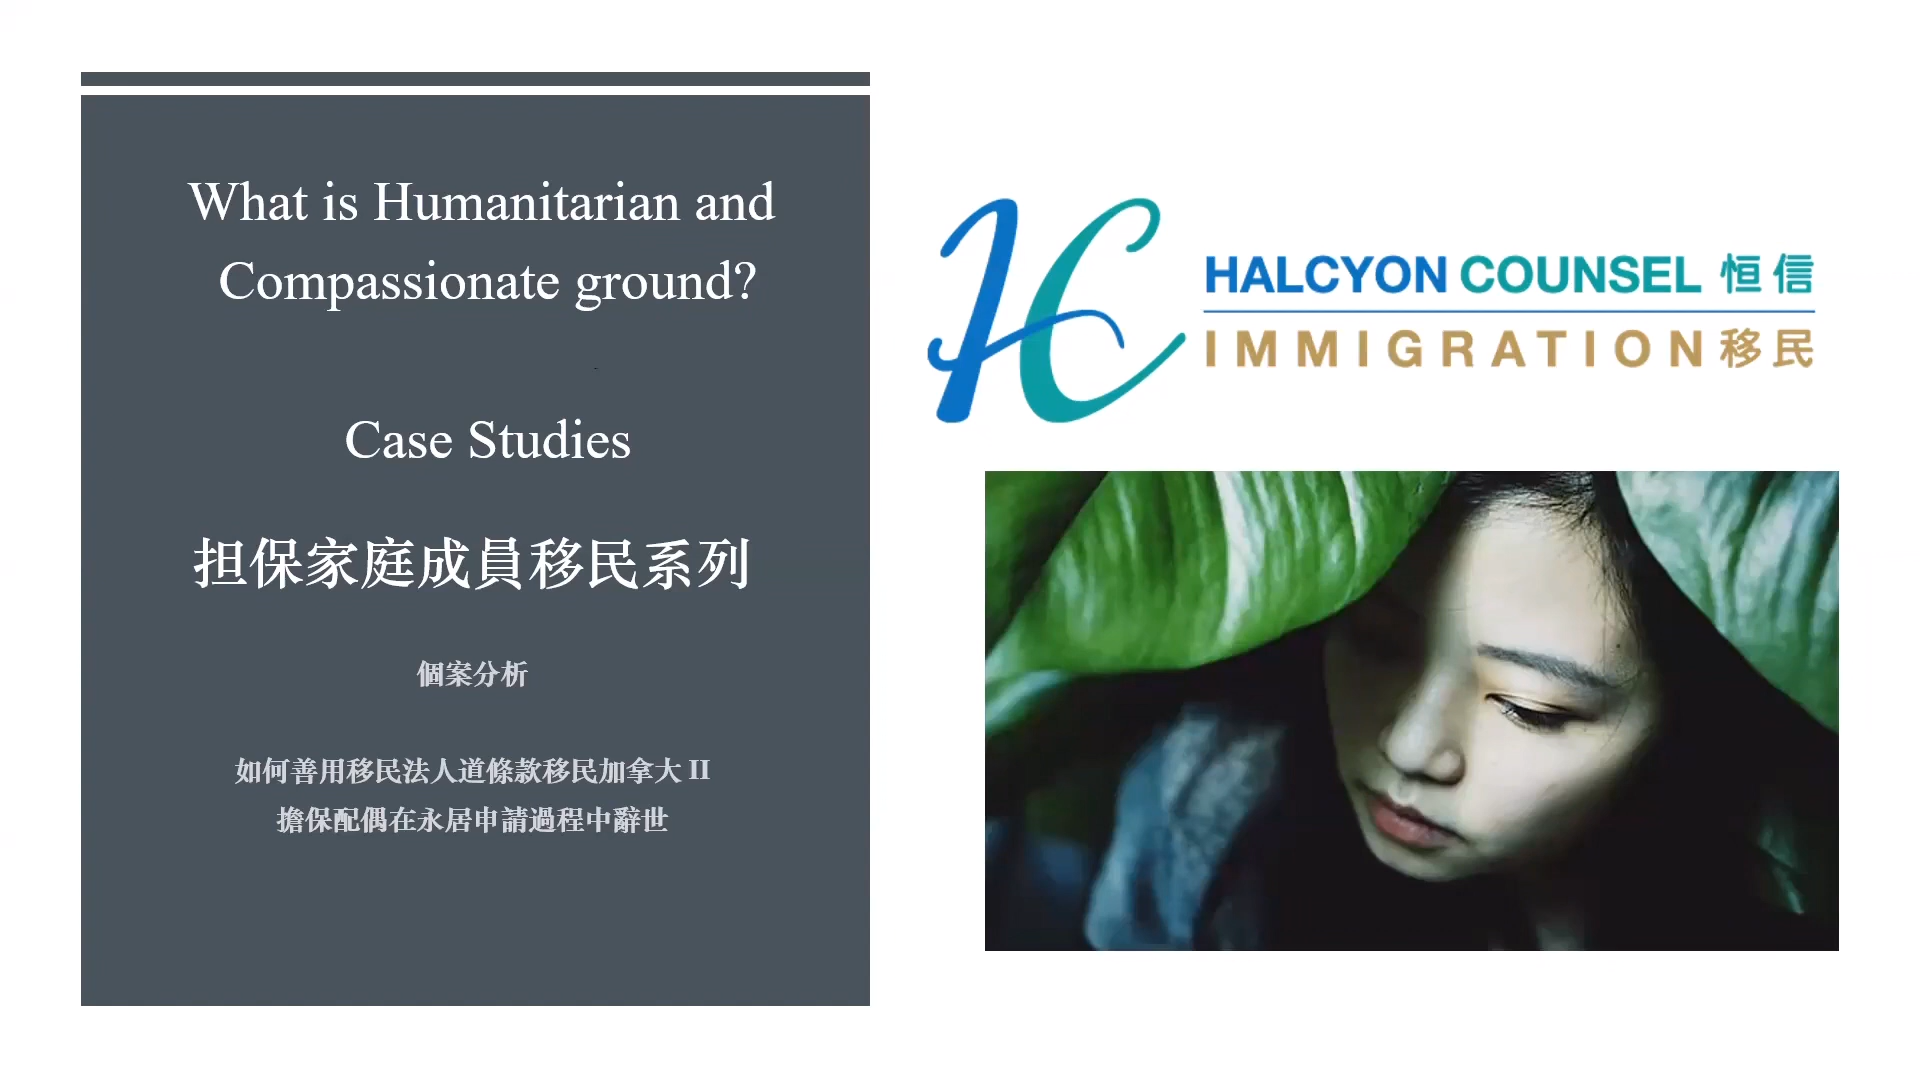 What is Humanitarian and
Compassionate ground?
Case Studies
担保家庭成員移民系列
個案分析
如何善用移民法人道條款移民加拿大 II
擔保配偶在永居申請過程中辭世
HC
HALCYON COUNSEL 恒信
IMMIGRATION 移民